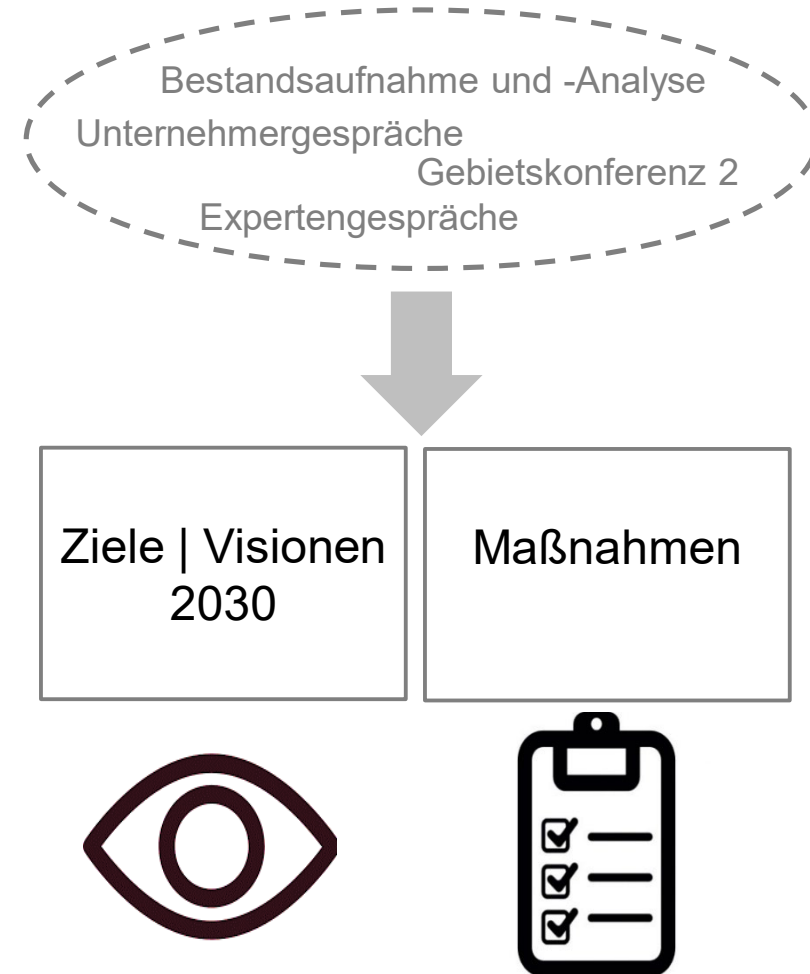 Bestandsaufnahme und -Analyse
Unternehmergespräche
Gebietskonferenz 2
Expertengespräche
Ziele | Visionen
2030
Maßnahmen